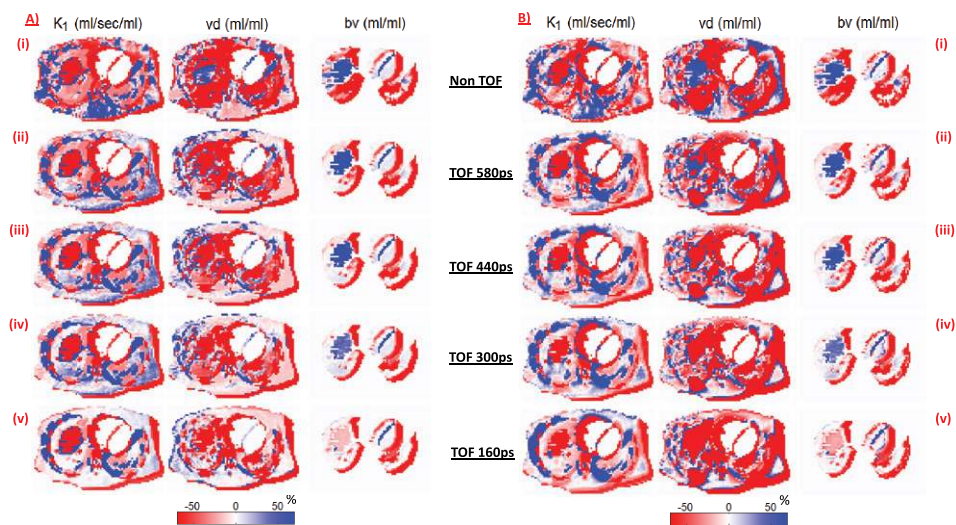 A) K1 (ml/sec/ml) vd (ml/ml) bv (ml/ml) B) K1 (ml/sec/ml) vd (ml/ml) bv (ml/ml)
(i) Non TOF (i)
(ii) TOF 580ps (ii)
(iii) TOF 440ps (iii)
(iv) TOF 300ps (iv)
(v) TOF 160ps (v)
-50 0 50 % -50 0 50 %